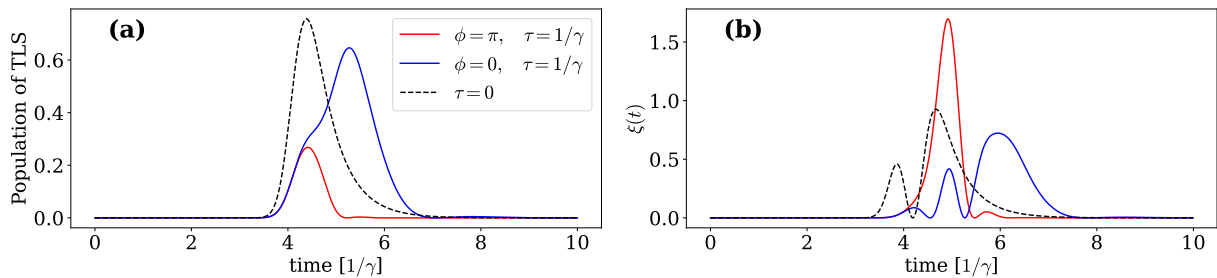 (a)
Population of TLS
0.6
0.4
0.2
0.0
0 2 4 6 8 10
time [1/γ]
ϕ = π, τ = 1/γ
ϕ = 0, τ = 1/γ
τ = 0
(b)
ξ(t)
1.5
1.0
0.5
0.0
0 2 4 6 8 10
time [1/γ]